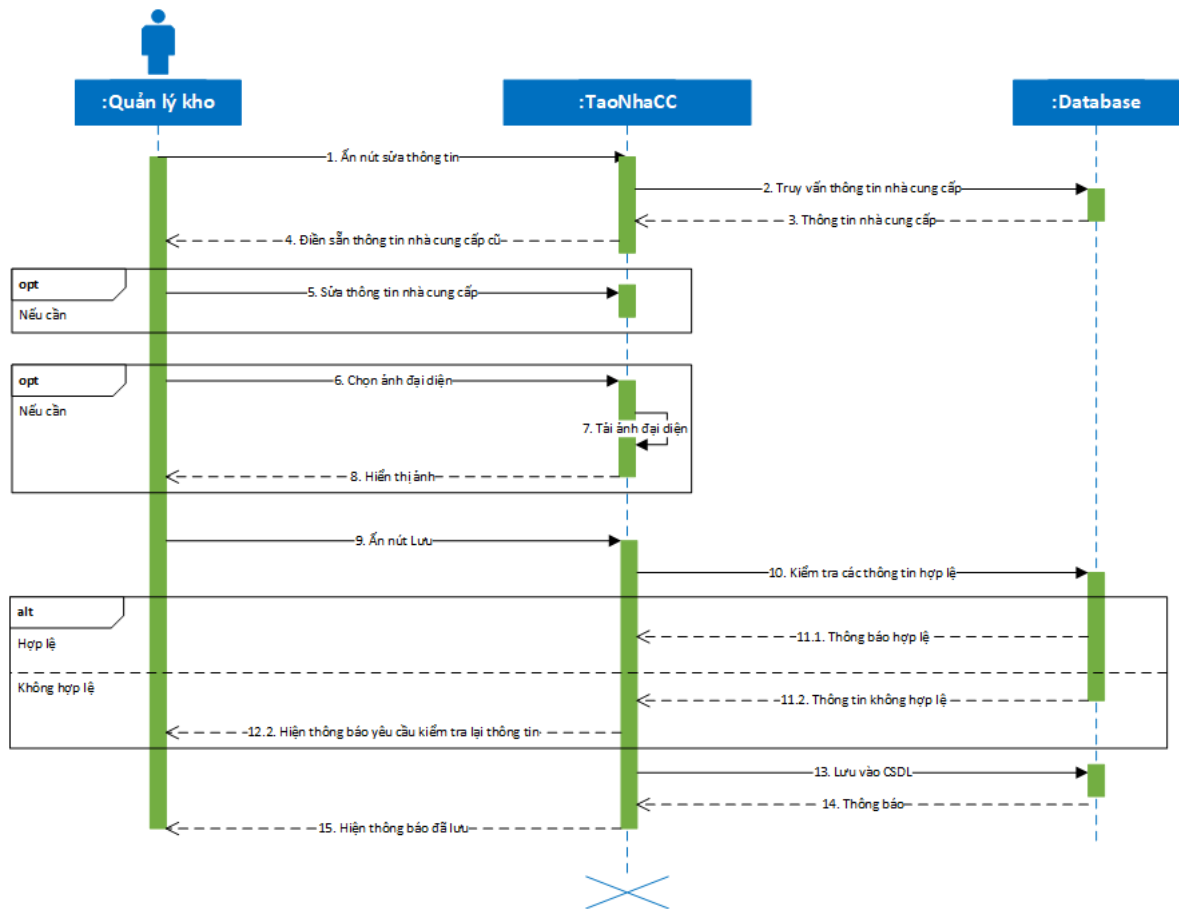 :Quản lý kho
:TaoNhaCC
:Database
1. Ấn nút sửa thông tin
2. Truy vấn thông tin nhà cung cấp
3. Thông tin nhà cung cấp
4. Điền sẵn thông tin nhà cung cấp cũ
opt
Nếu cần
5. Sửa thông tin nhà cung cấp
opt
Nếu cần
6. Chọn ảnh đại diện
7. Tải ảnh đại diện
8. Hiển thị ảnh
9. Ấn nút Lưu
10. Kiểm tra các thông tin hợp lệ
alt
Hợp lệ
11.1. Thông báo hợp lệ
Không hợp lệ
11.2. Thông tin không hợp lệ
12.2. Hiện thông báo yêu cầu kiểm tra lại thông tin
13. Lưu vào CSDL
14. Thông báo
15. Hiện thông báo đã lưu